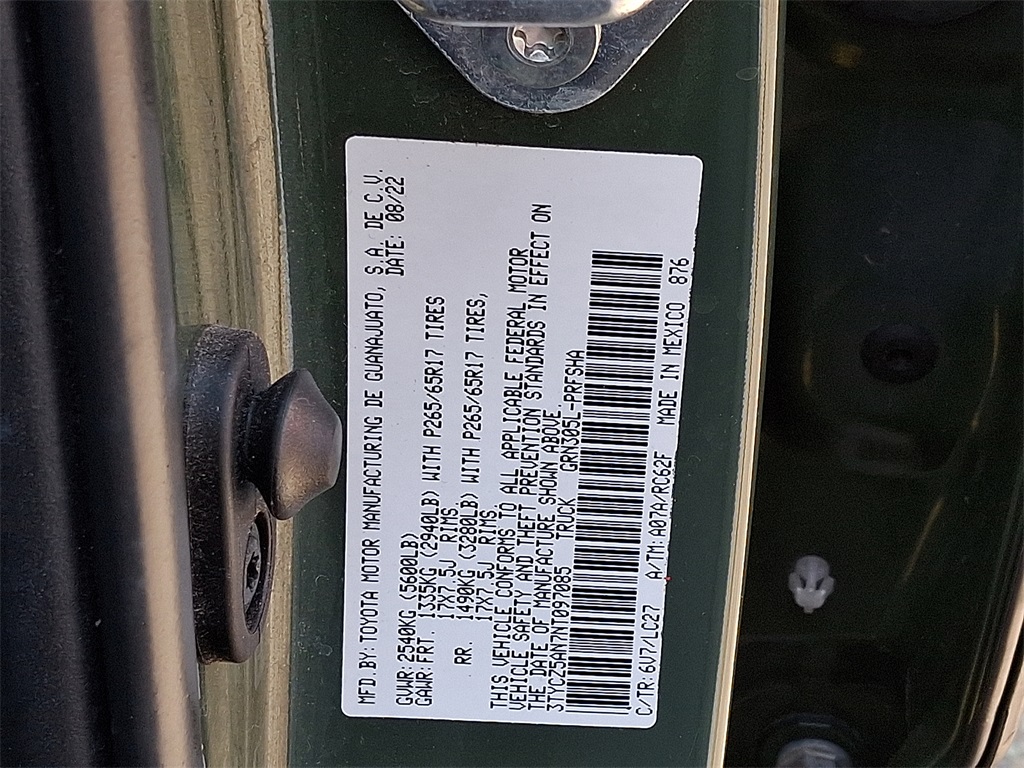 MFD.BY:TOYOTA MOTOR MANUFACTURING DE GUANAJUATO, S.A. DE C.V.
DATE: 08/22
GVWR:2540KG (5600LB)
GAWR:FRT. 1335KG (2940LB) WITH P265/65R17 TIRES
17X7.5J RIMS
RR. 1490KG (3280LB) WITH P265/65R17 TIRES,
17X7.5J RIMS
THIS VEHICLE CONFORMS TO ALL APPLICABLE FEDERAL MOTOR
VEHICLE SAFETY AND THEFT PREVENTION STANDARDS IN EFFECT ON
THE DATE OF MANUFACTURE SHOWN ABOVE.
3TYCZ5AN7NT097085 TRUCK GRN305L-PRFSHA
C/TR:6V7/LC27 A/TM:A07A/RC62F MADE IN MEXICO 876